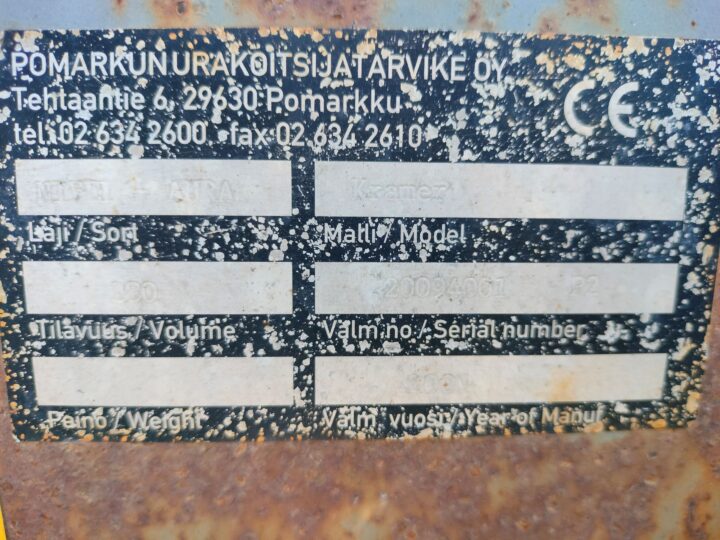 POMARKUN URAKOITSIJATARVIKE OY
Tehtaantie 6, 29630 Pomarkku
tel. 02 634 2600 fax 02 634 2610
CE
AURA
Kramer
Laji / Sort
Malli / Model
Tilavuus / Volume
Valm.no / Serial number
Paino / Weight
Valm. vuosi / Year of Manuf